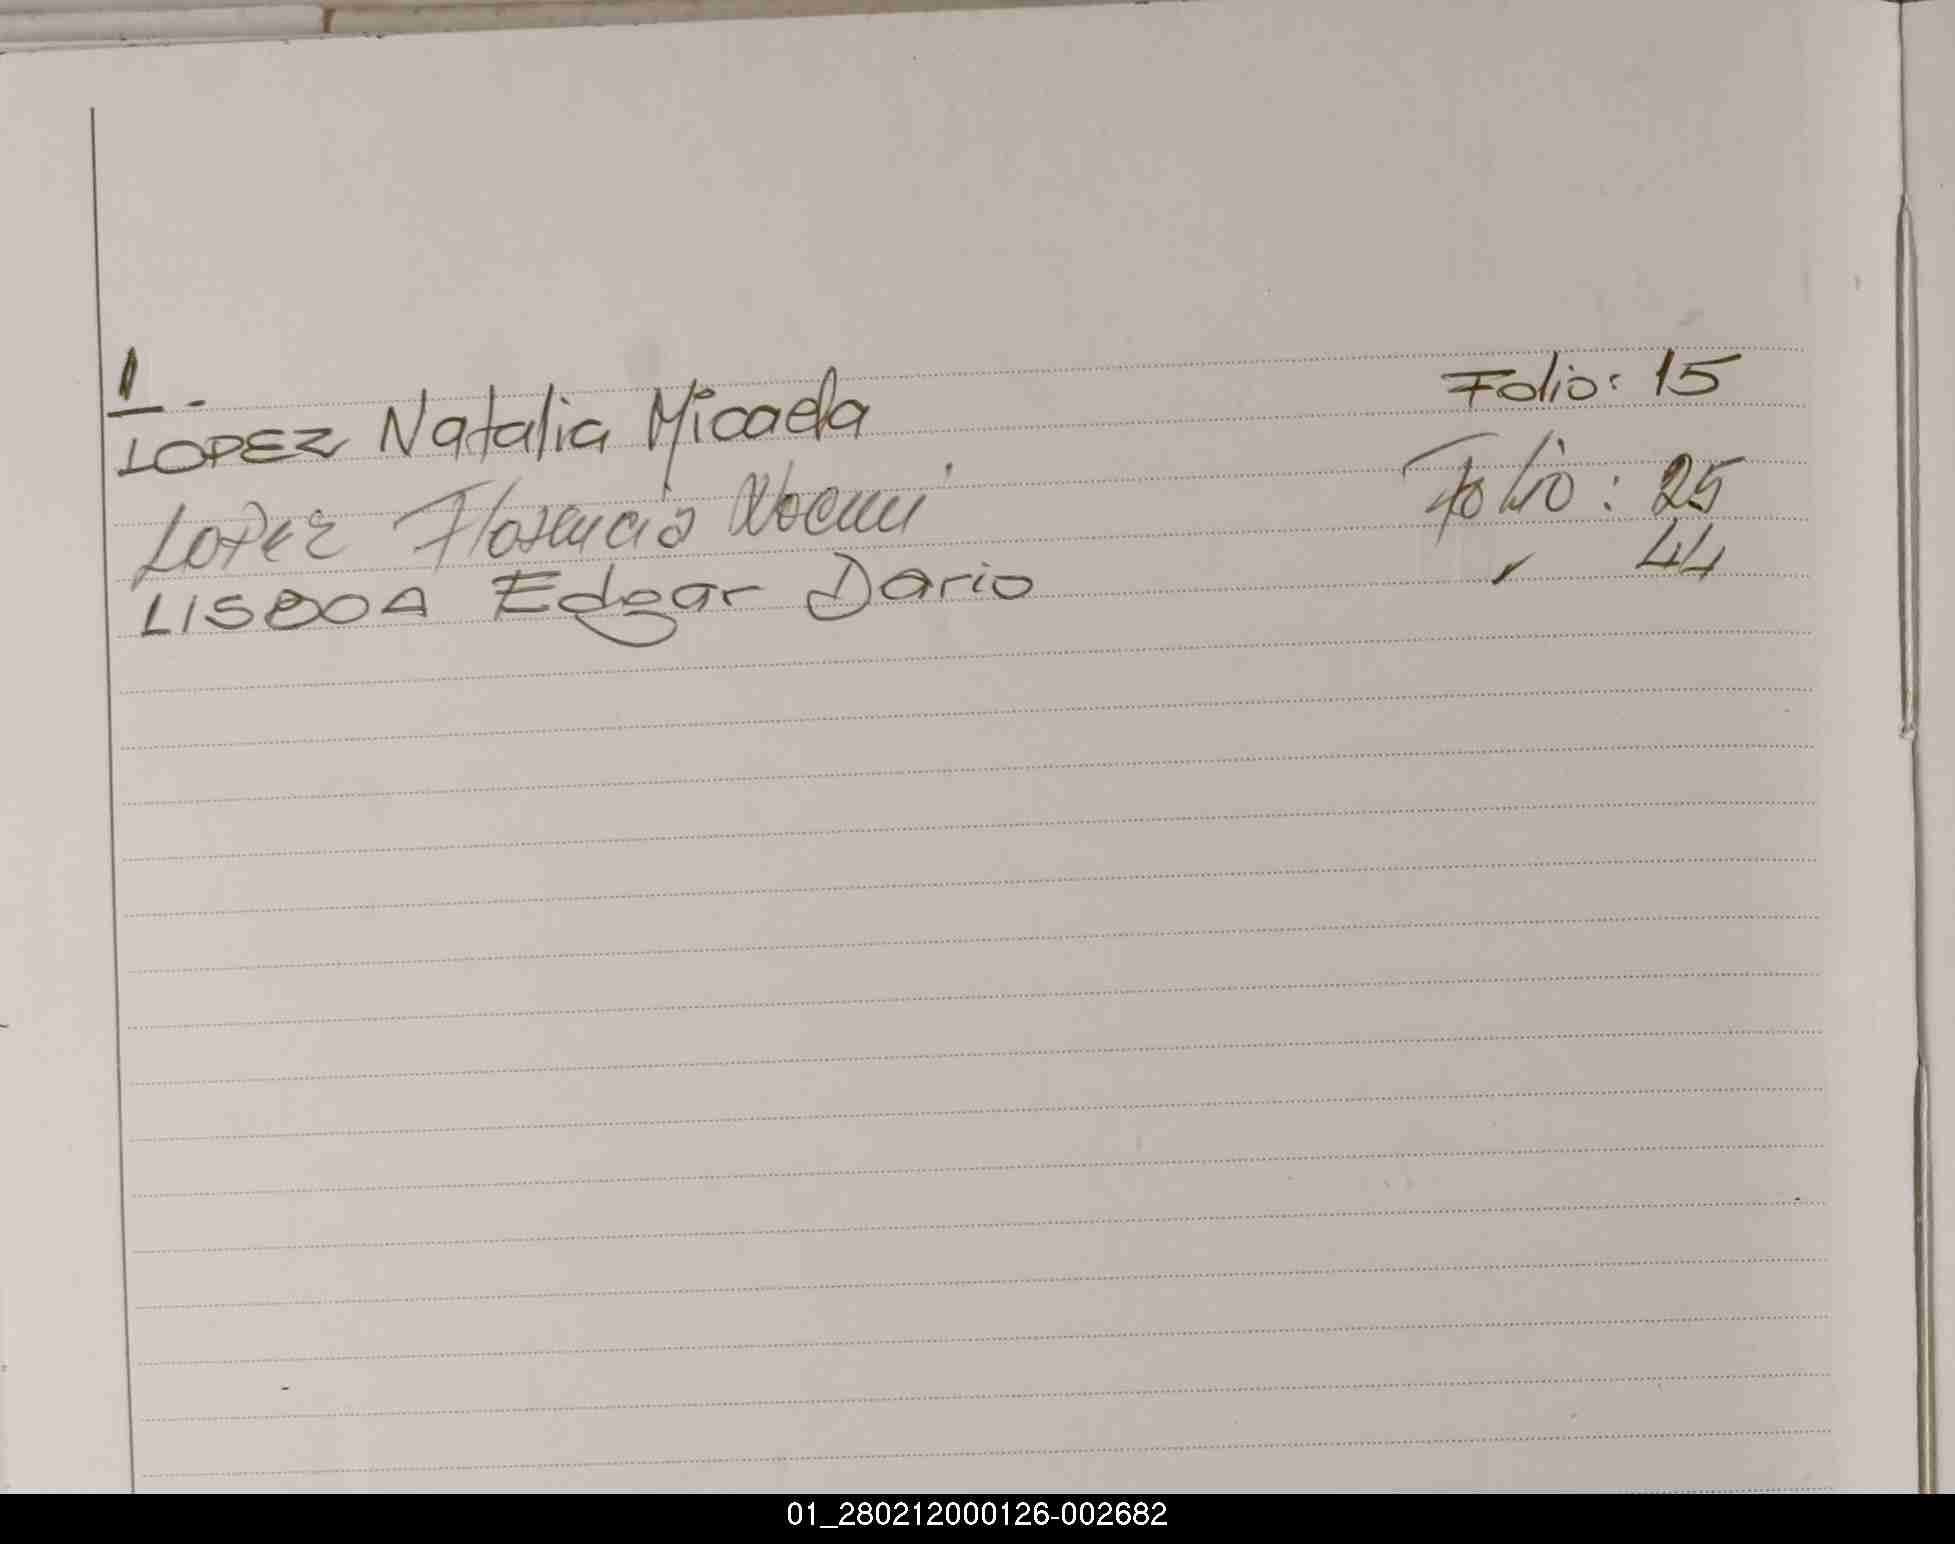 L -
LOPEZ Natalia Micaela Folio: 15
Lopez Florencia Noemi Folio: 25
LISBOA Edgar Dario " 44
01_280212000126-002682